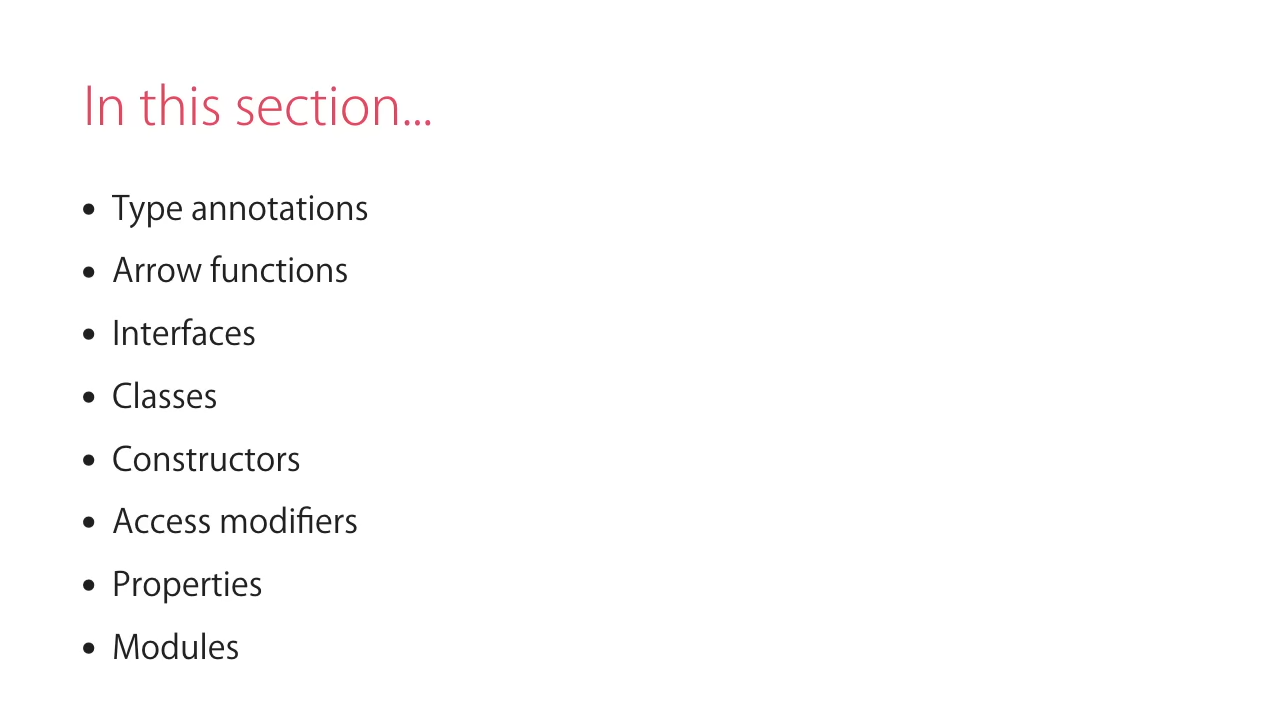 In this section...
• Type annotations
• Arrow functions
• Interfaces
• Classes
• Constructors
• Access modifiers
• Properties
• Modules